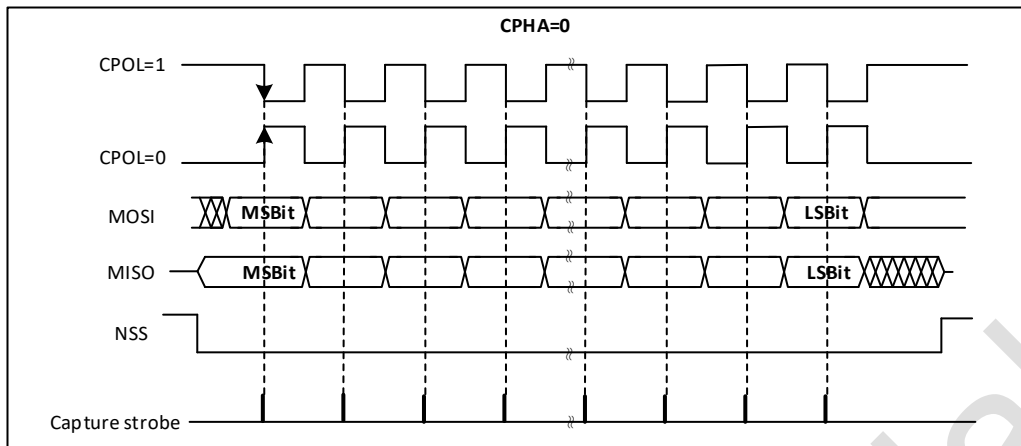 CPHA=0
CPOL=1
CPOL=0
MOSI
MSBit
LSBit
MISO
MSBit
LSBit
NSS
Capture strobe